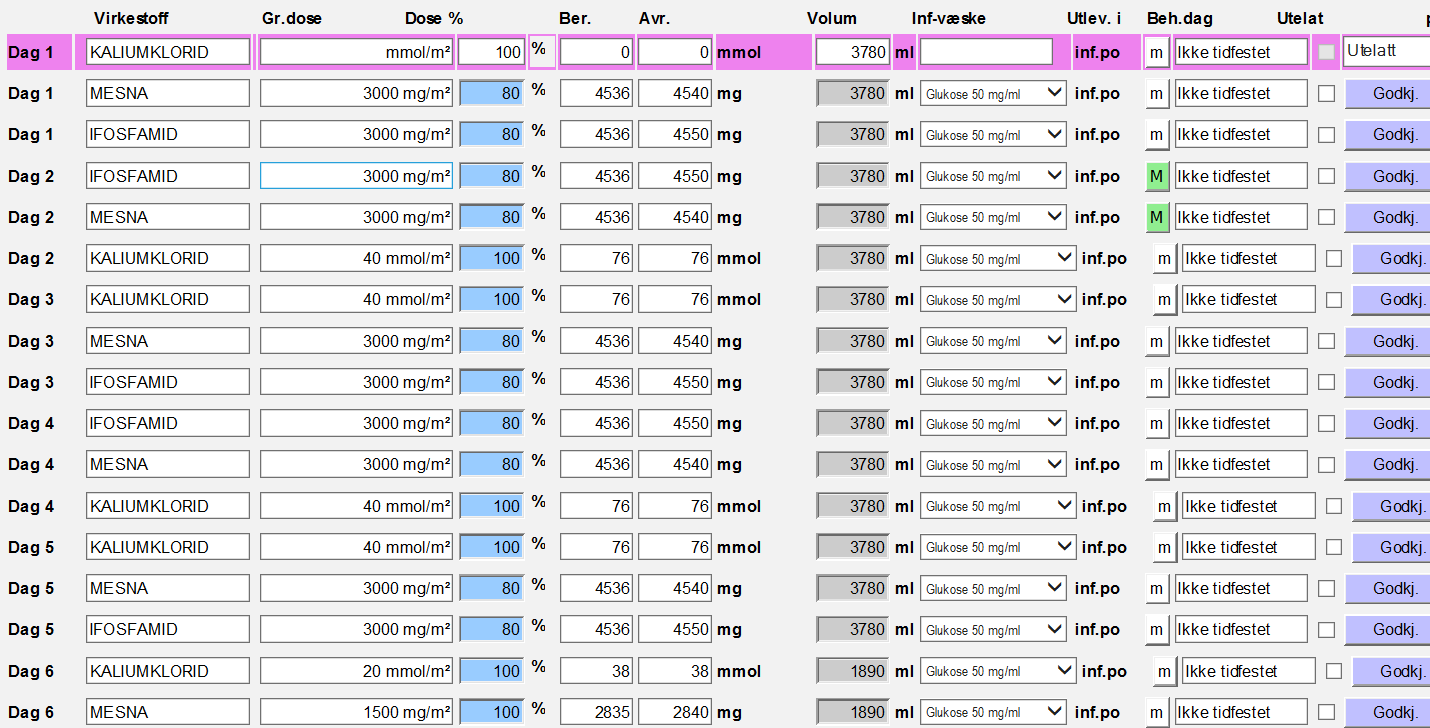 Virkestoff Gr.dose Dose % Ber. Avr. Volum Inf-væske Utlev. i Beh.dag Utelat
Dag 1 KALIUMKLORID mmol/m² 100 % 0 0 mmol 3780 ml inf.po m Ikke tidfestet Utelatt
Dag 1 MESNA 3000 mg/m² 80 % 4536 4540 mg 3780 ml Glukose 50 mg/ml inf.po m Ikke tidfestet Godkj.
Dag 1 IFOSFAMID 3000 mg/m² 80 % 4536 4550 mg 3780 ml Glukose 50 mg/ml inf.po m Ikke tidfestet Godkj.
Dag 2 IFOSFAMID 3000 mg/m² 80 % 4536 4550 mg 3780 ml Glukose 50 mg/ml inf.po M Ikke tidfestet Godkj.
Dag 2 MESNA 3000 mg/m² 80 % 4536 4540 mg 3780 ml Glukose 50 mg/ml inf.po M Ikke tidfestet Godkj.
Dag 2 KALIUMKLORID 40 mmol/m² 100 % 76 76 mmol 3780 ml Glukose 50 mg/ml inf.po m Ikke tidfestet Godkj.
Dag 3 KALIUMKLORID 40 mmol/m² 100 % 76 76 mmol 3780 ml Glukose 50 mg/ml inf.po m Ikke tidfestet Godkj.
Dag 3 MESNA 3000 mg/m² 80 % 4536 4540 mg 3780 ml Glukose 50 mg/ml inf.po m Ikke tidfestet Godkj.
Dag 3 IFOSFAMID 3000 mg/m² 80 % 4536 4550 mg 3780 ml Glukose 50 mg/ml inf.po m Ikke tidfestet Godkj.
Dag 4 IFOSFAMID 3000 mg/m² 80 % 4536 4550 mg 3780 ml Glukose 50 mg/ml inf.po m Ikke tidfestet Godkj.
Dag 4 MESNA 3000 mg/m² 80 % 4536 4540 mg 3780 ml Glukose 50 mg/ml inf.po m Ikke tidfestet Godkj.
Dag 4 KALIUMKLORID 40 mmol/m² 100 % 76 76 mmol 3780 ml Glukose 50 mg/ml inf.po m Ikke tidfestet Godkj.
Dag 5 KALIUMKLORID 40 mmol/m² 100 % 76 76 mmol 3780 ml Glukose 50 mg/ml inf.po m Ikke tidfestet Godkj.
Dag 5 MESNA 3000 mg/m² 80 % 4536 4540 mg 3780 ml Glukose 50 mg/ml inf.po m Ikke tidfestet Godkj.
Dag 5 IFOSFAMID 3000 mg/m² 80 % 4536 4550 mg 3780 ml Glukose 50 mg/ml inf.po m Ikke tidfestet Godkj.
Dag 6 KALIUMKLORID 20 mmol/m² 100 % 38 38 mmol 1890 ml Glukose 50 mg/ml inf.po m Ikke tidfestet Godkj.
Dag 6 MESNA 1500 mg/m² 100 % 2835 2840 mg 1890 ml Glukose 50 mg/ml inf.po m Ikke tidfestet Godkj.